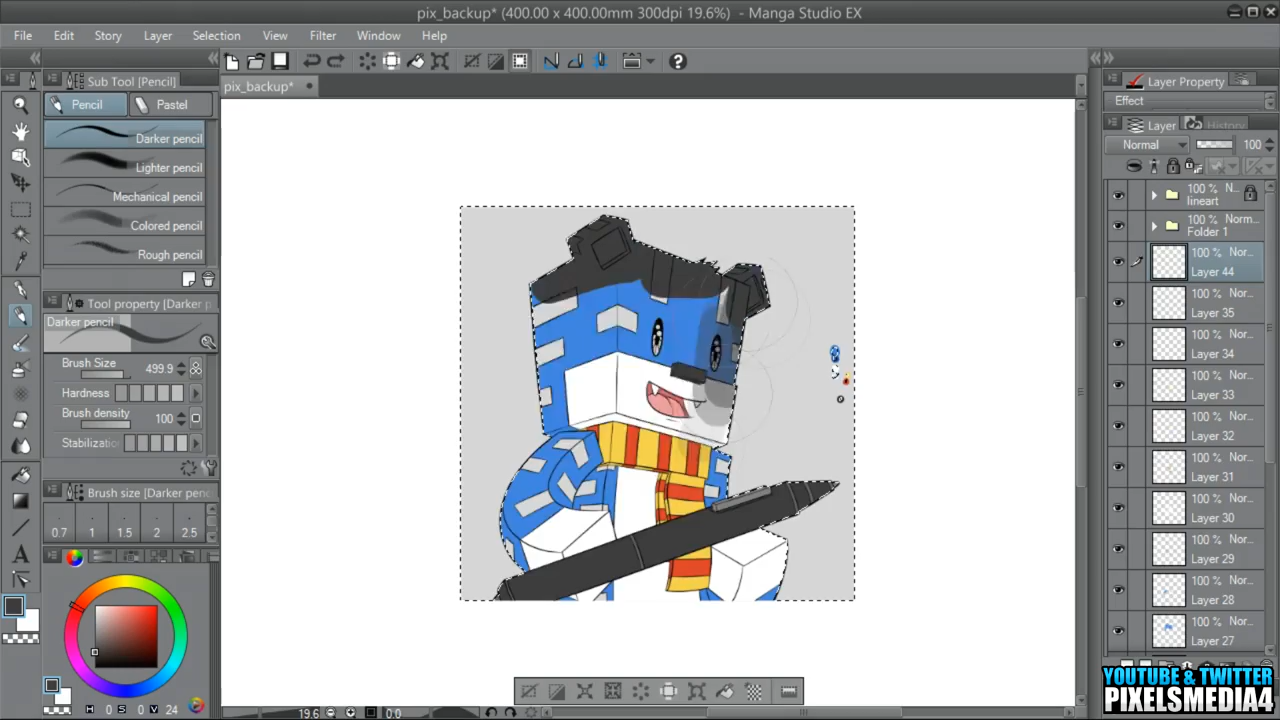 pix_backup* (400.00 x 400.00mm 300dpi 19.6%) - Manga Studio EX
File Edit Story Layer Selection View Filter Window Help
Sub Tool [Pencil]
pix_backup*
Layer Property
Pencil Pastel
Effect
Layer History
Darker pencil
Normal 100
Lighter pencil
Mechanical pencil
100 % N...
lineart
Colored pencil
100 % Norm...
Folder 1
Rough pencil
100 % Nor...
Layer 44
Tool property [Darker p
Darker pencil
100 % Nor...
Layer 35
100 % Nor...
Layer 34
Brush Size 499.9
Hardness
100 % Nor...
Layer 33
Brush density 100
100 % Nor...
Layer 32
Stabilization
100 % Nor...
Layer 31
Brush size [Darker penc
100 % Nor...
Layer 30
0.7 1 1.5 2 2.5
100 % Nor...
Layer 29
100 % Nor...
Layer 28
100 % Nor...
Layer 27
YOUTUBE & TWITTER
PIXELSMEDIA4
H 0 S 0 V 24
19.6 0.0